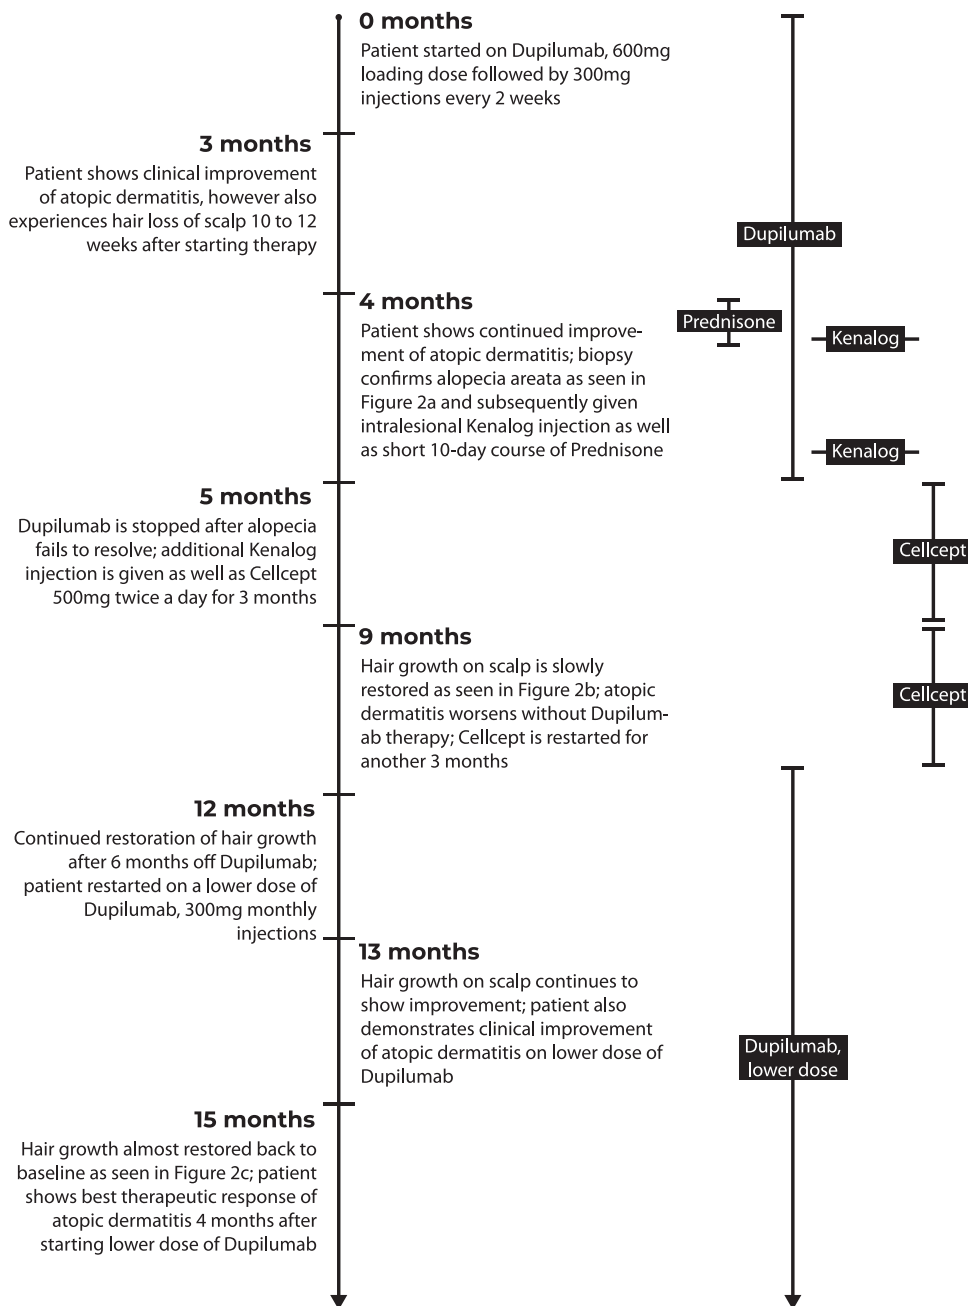 0 months
Patient started on Dupilumab, 600mg
loading dose followed by 300mg
injections every 2 weeks
3 months
Patient shows clinical improvement
of atopic dermatitis, however also
experiences hair loss of scalp 10 to 12
weeks after starting therapy
Dupilumab
4 months
Patient shows continued improve-
ment of atopic dermatitis; biopsy
confirms alopecia areata as seen in
Figure 2a and subsequently given
intralesional Kenalog injection as well
as short 10-day course of Prednisone
Prednisone
Kenalog
Kenalog
5 months
Dupilumab is stopped after alopecia
fails to resolve; additional Kenalog
injection is given as well as Cellcept
500mg twice a day for 3 months
Cellcept
9 months
Hair growth on scalp is slowly
restored as seen in Figure 2b; atopic
dermatitis worsens without Dupilum-
ab therapy; Cellcept is restarted for
another 3 months
Cellcept
12 months
Continued restoration of hair growth
after 6 months off Dupilumab;
patient restarted on a lower dose of
Dupilumab, 300mg monthly
injections
13 months
Hair growth on scalp continues to
show improvement; patient also
demonstrates clinical improvement
of atopic dermatitis on lower dose of
Dupilumab
Dupilumab,
lower dose
15 months
Hair growth almost restored back to
baseline as seen in Figure 2c; patient
shows best therapeutic response of
atopic dermatitis 4 months after
starting lower dose of Dupilumab